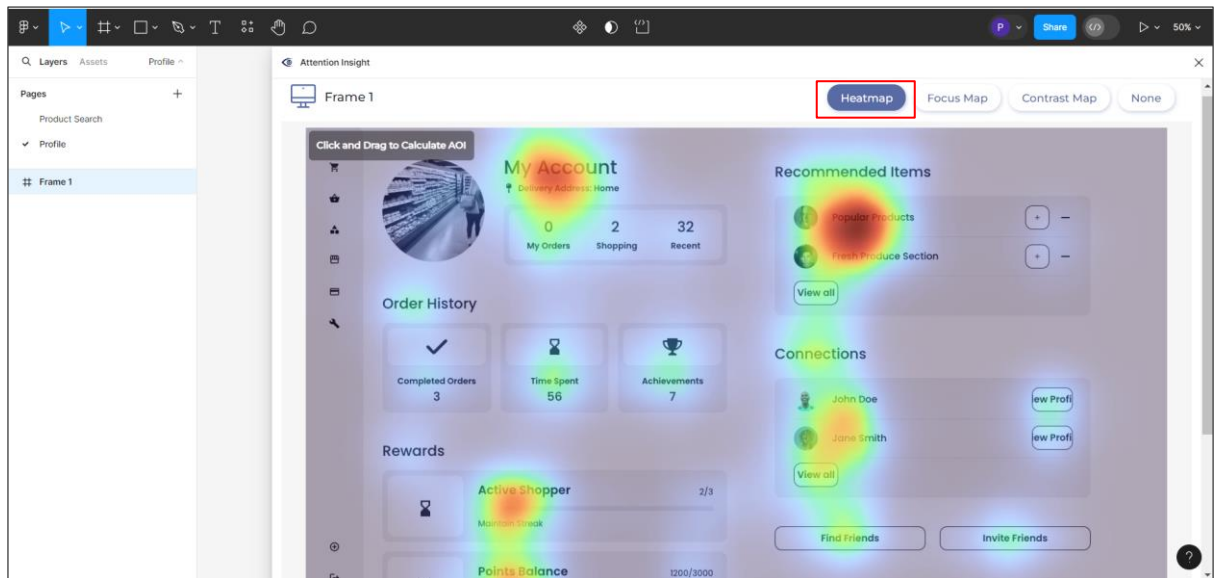 P
Share
50%
Layers Assets Profile
Pages
Product Search
Profile
Frame 1
Attention Insight
Frame 1
Heatmap Focus Map Contrast Map None
Click and Drag to Calculate AOI
My Account
Delivery Address: Home
0 2 32
My Orders Shopping Recent
Order History
Completed Orders Time Spent Achievements
3 56 7
Rewards
Active Shopper 2/3
Maintain Streak
Points Balance 1200/3000
Recommended Items
Popular Products
+
Fresh Produce Section
+
View all
Connections
John Doe iew Profi
Jane Smith iew Profi
View all
Find Friends Invite Friends
?